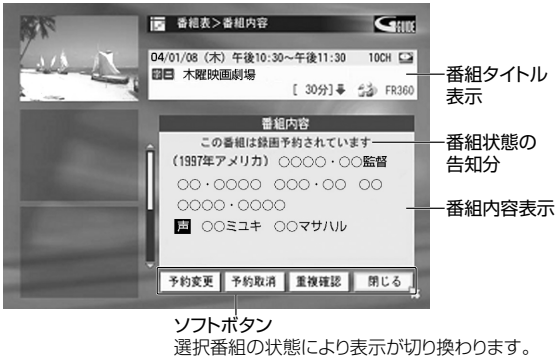 番組表>番組内容
G GUIDE
04/01/08(木)午後10:30~午後11:30 10CH
木曜映画劇場
[ 30分] FR360
番組タイトル
表示
番組内容
この番組は録画予約されています
番組状態の
告知分
(1997年アメリカ) ○○○○・○○監督
○○・○○○○ ○○○・○○ ○○
○○○○・○○○○
番組内容表示
声 ○○ミユキ ○○マサハル
予約変更 予約取消 重複確認 閉じる
ソフトボタン
選択番組の状態により表示が切り換わります。